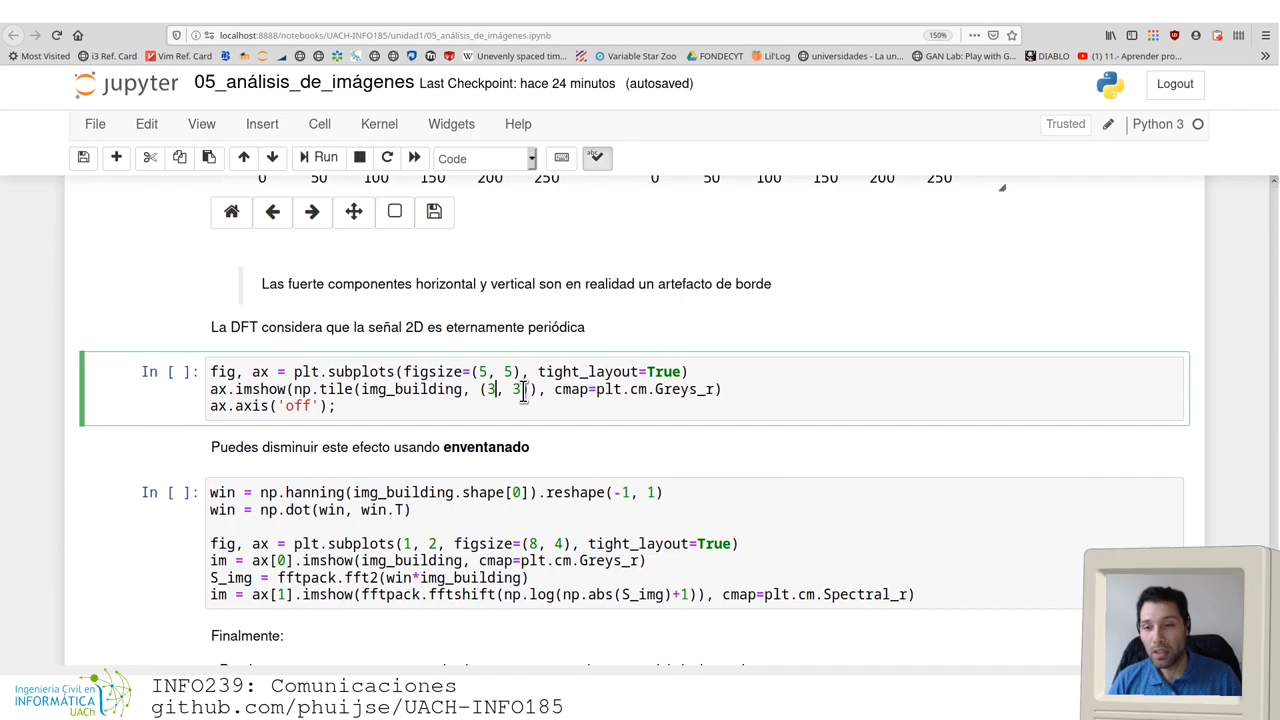 localhost:8888/notebooks/UACH-INFO185/unidad1/05_análisis_de_imágenes.ipynb
150%
Most Visited
i3 Ref. Card
Vim Ref. Card
Unevenly spaced tim...
Variable Star Zoo
FONDECYT
Lil'Log
universidades - La un...
GAN Lab: Play with G...
DIABLO
(1) 11.- Aprender pro...
jupyter
05_análisis_de_imágenes
Last Checkpoint: hace 24 minutos
(autosaved)
Logout
File
Edit
View
Insert
Cell
Kernel
Widgets
Help
Trusted
Python 3
Run
Code
0 50 100 150 200 250
0 50 100 150 200 250
Las fuerte componentes horizontal y vertical son en realidad un artefacto de borde
La DFT considera que la señal 2D es eternamente periódica
In [ ]:
fig, ax = plt.subplots(figsize=(5, 5), tight_layout=True)
ax.imshow(np.tile(img_building, (3, 3)), cmap=plt.cm.Greys_r)
ax.axis('off');
Puedes disminuir este efecto usando enventanado
In [ ]:
win = np.hanning(img_building.shape[0]).reshape(-1, 1)
win = np.dot(win, win.T)
fig, ax = plt.subplots(1, 2, figsize=(8, 4), tight_layout=True)
im = ax[0].imshow(img_building, cmap=plt.cm.Greys_r)
S_img = fftpack.fft2(win*img_building)
im = ax[1].imshow(fftpack.fftshift(np.log(np.abs(S_img)+1)), cmap=plt.cm.Spectral_r)
Finalmente:
Ingeniería Civil en
INFORMÁTICA
UACh
INFO239: Comunicaciones
github.com/phuijse/UACH-INFO185